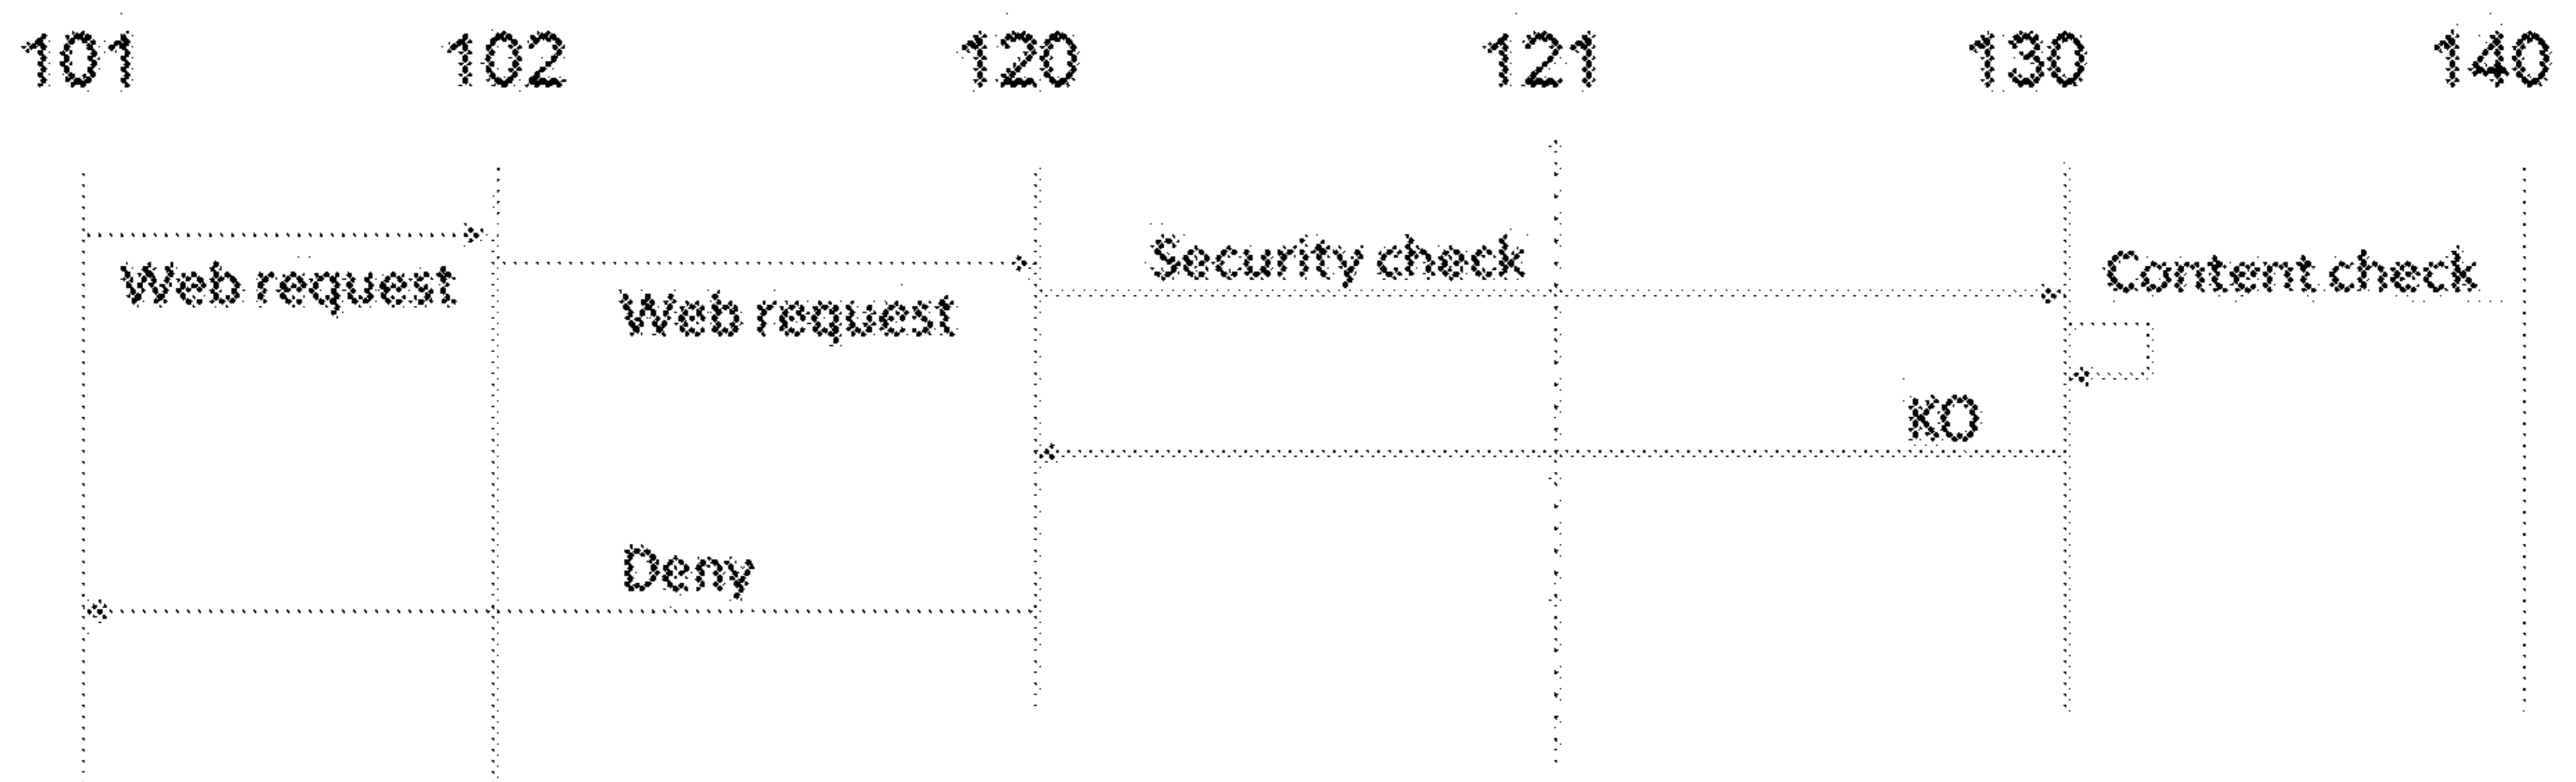 101 102 120 121 130 140
Security check
Content check
Web request
Web request
KO
Deny